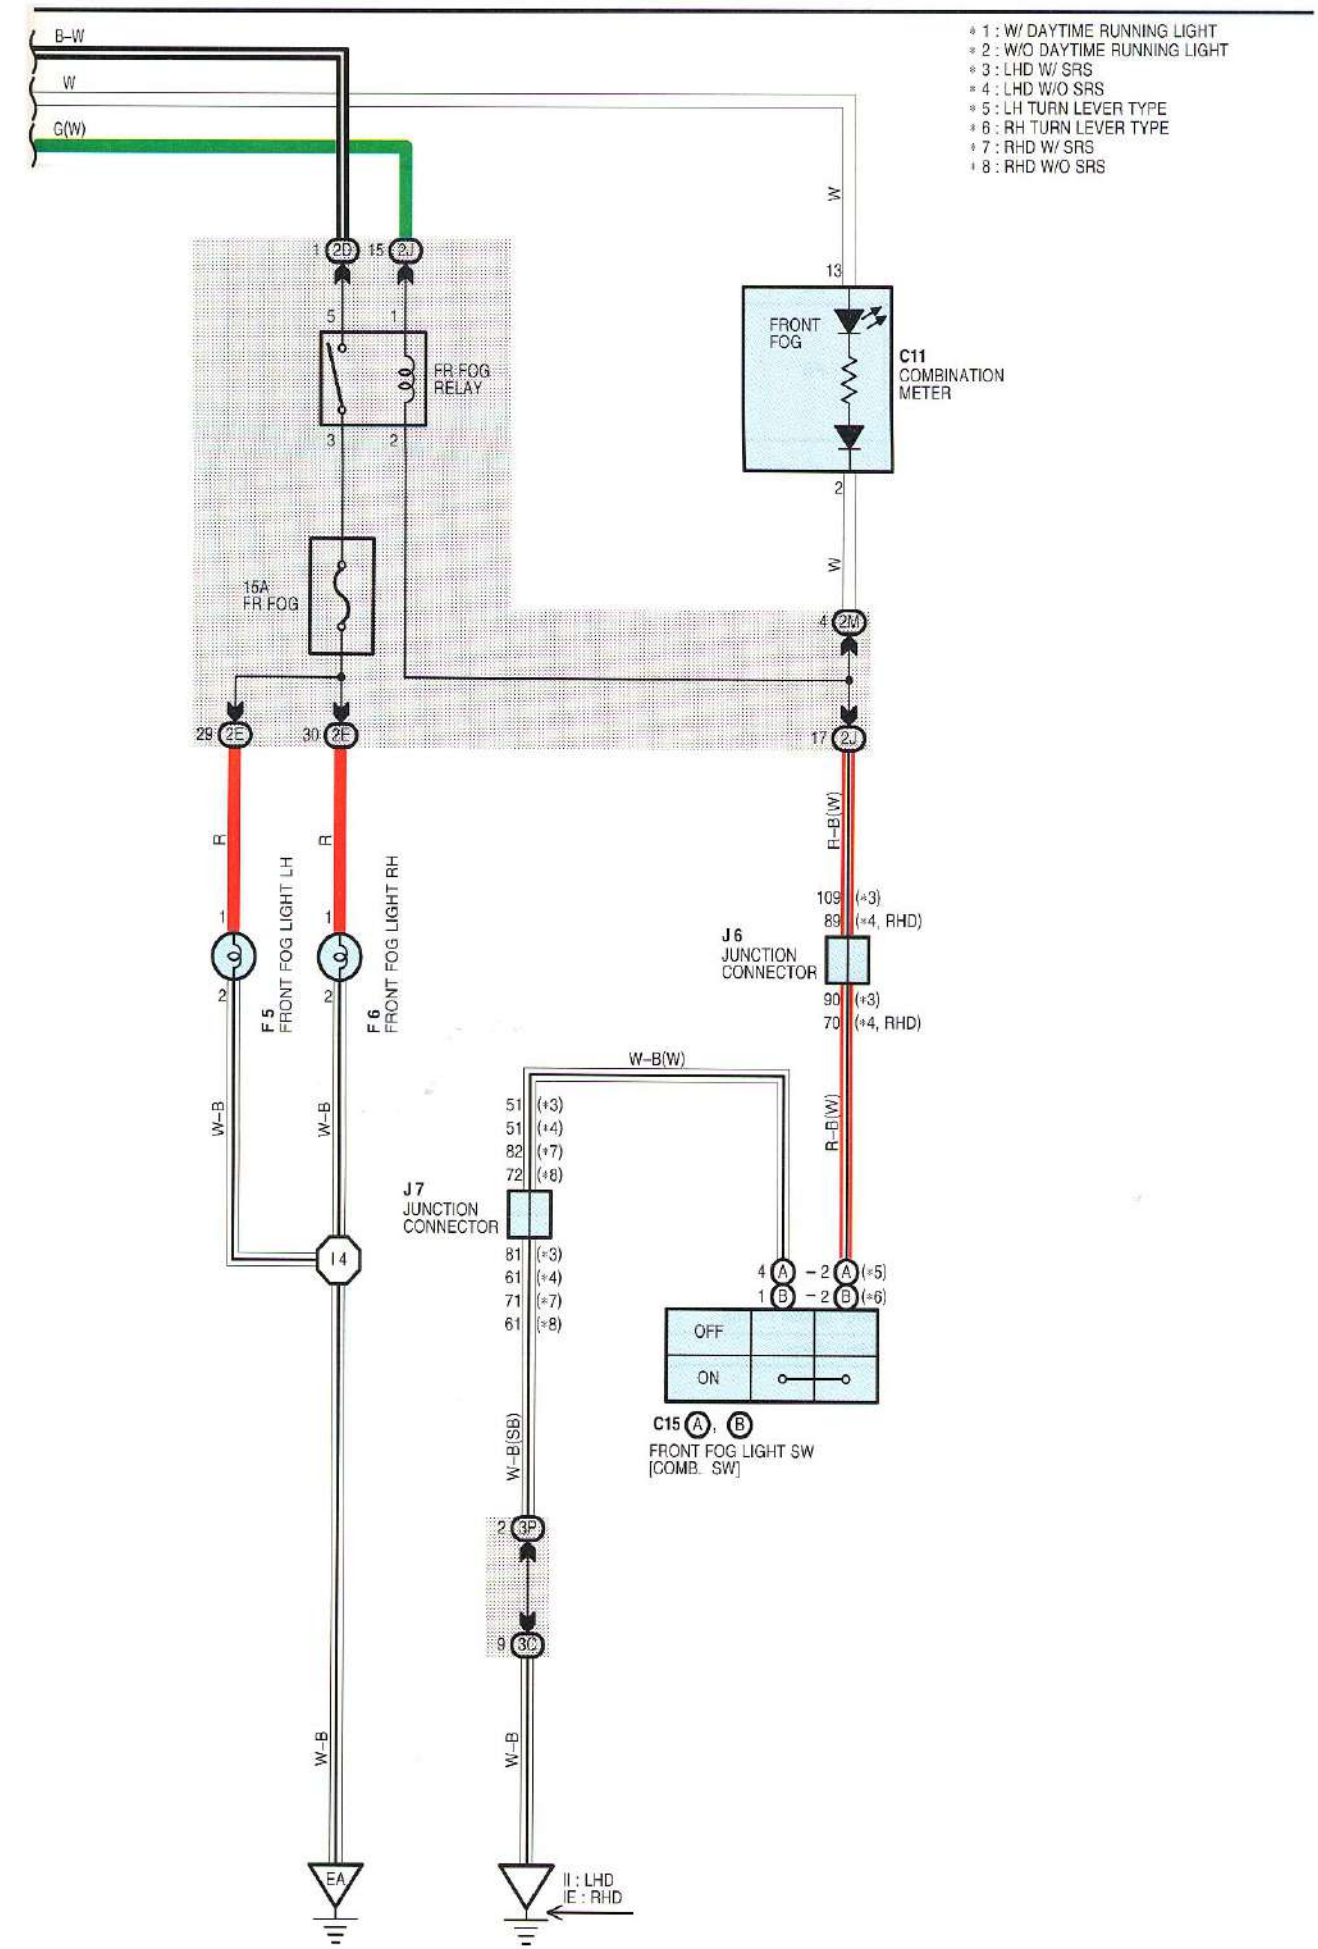 B–W
W
G(W)
* 1 : W/ DAYTIME RUNNING LIGHT
* 2 : W/O DAYTIME RUNNING LIGHT
* 3 : LHD W/ SRS
* 4 : LHD W/O SRS
* 5 : LH TURN LEVER TYPE
* 6 : RH TURN LEVER TYPE
* 7 : RHD W/ SRS
* 8 : RHD W/O SRS
W
1 2D 15 2J
13
5 1
FRONT
FOG
C11
COMBINATION
METER
FR FOG
RELAY
3 2
2
W
15A
FR FOG
4 2M
29 2E 30 2E 17 2J
R
R
R–B(W)
1
1
F 5
FRONT FOG LIGHT LH
F 6
FRONT FOG LIGHT RH
2
2
109 (*3)
89 (*4, RHD)
J 6
JUNCTION
CONNECTOR
90 (*3)
70 (*4, RHD)
W–B(W)
W–B
W–B
R–B(W)
51 (*3)
51 (*4)
82 (*7)
72 (*8)
J 7
JUNCTION
CONNECTOR
81 (*3)
61 (*4)
71 (*7)
61 (*8)
I 4
4 A – 2 A (*5)
1 B – 2 B (*6)
OFF
ON
C15 A , B
FRONT FOG LIGHT SW
[COMB. SW]
W–B(SB)
2 3P
9 3C
W–B
W–B
EA
II : LHD
IE : RHD